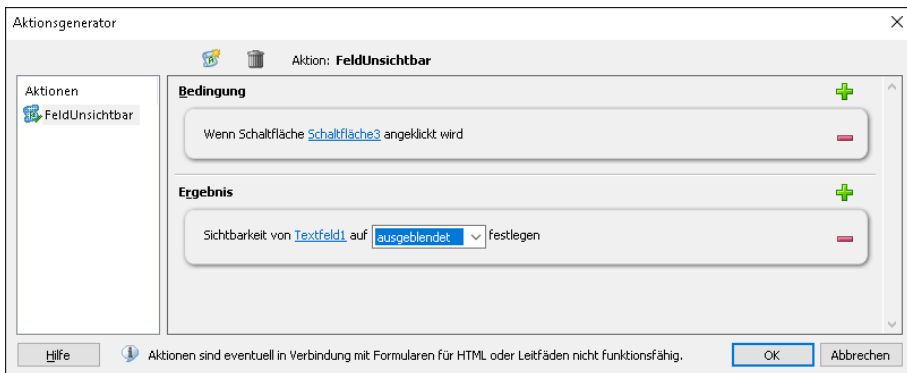 Aktionsgenerator
Aktion: FeldUnsichtbar
Aktionen
FeldUnsichtbar
Bedingung
Wenn Schaltfläche Schaltfläche3 angeklickt wird
Ergebnis
Sichtbarkeit von Textfeld1 auf ausgeblendet festlegen
Hilfe
Aktionen sind eventuell in Verbindung mit Formularen für HTML oder Leitfäden nicht funktionsfähig.
OK
Abbrechen